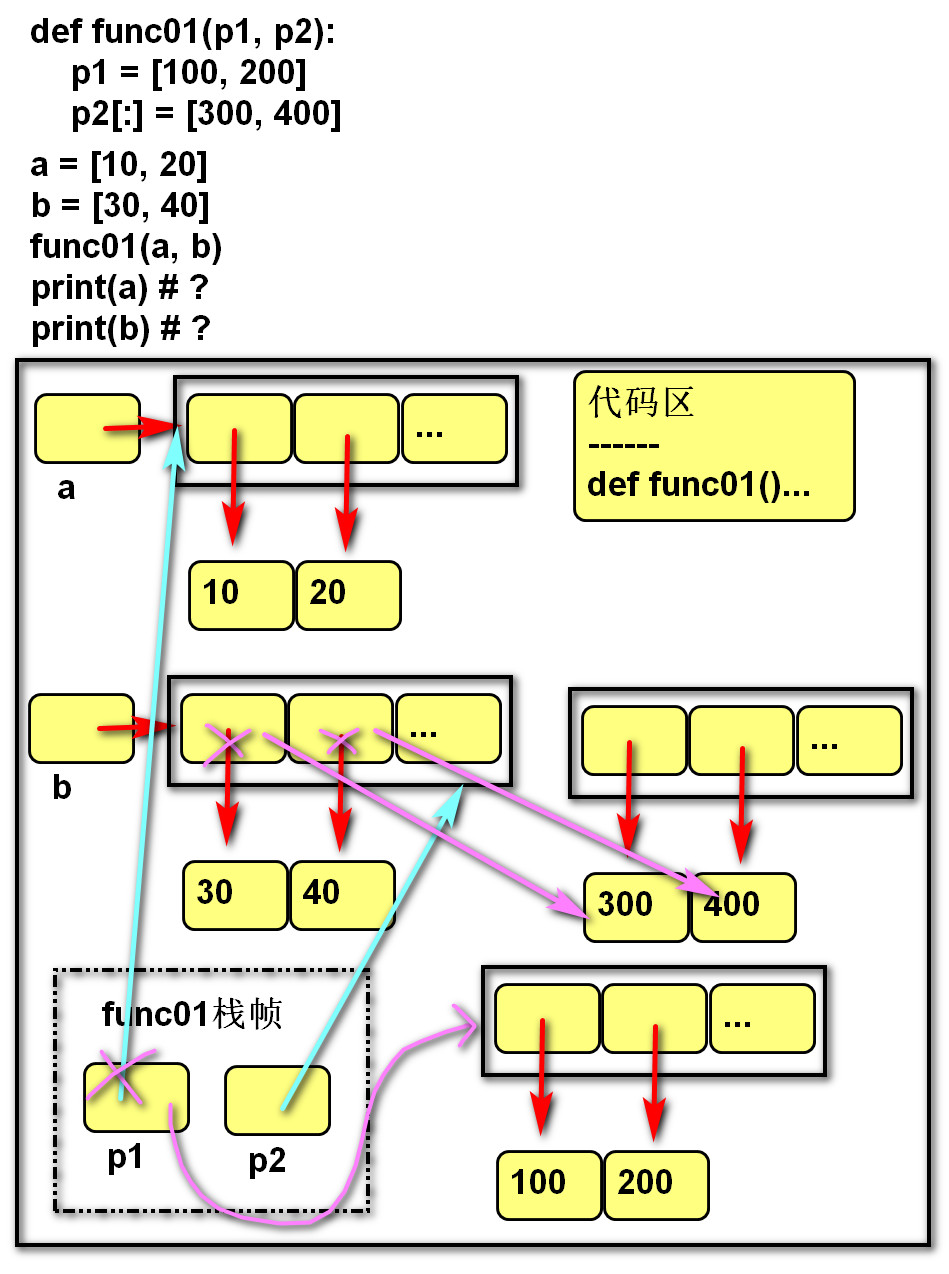 def func01(p1, p2):
    p1 = [100, 200]
    p2[:] = [300, 400]
a = [10, 20]
b = [30, 40]
func01(a, b)
print(a) # ?
print(b) # ?
代码区
------
def func01()...
...
a
10 20
...
b
...
30 40
300 400
func01栈帧
...
p1 p2
100 200